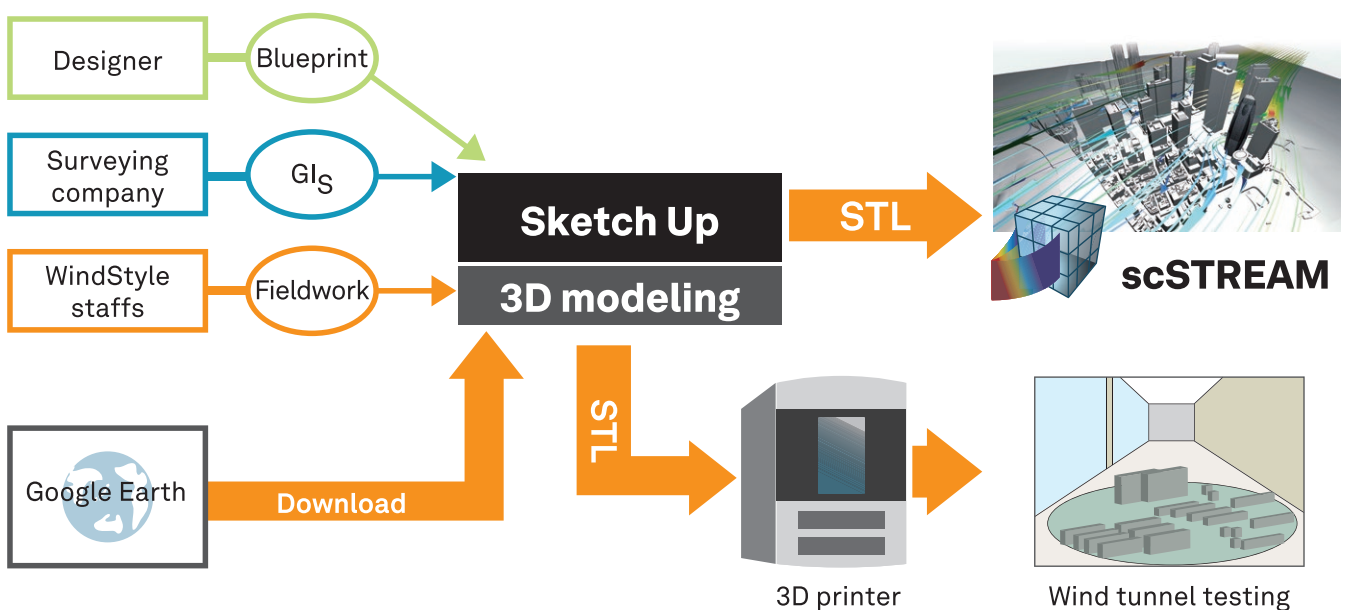 Designer
Blueprint
Surveying
company
GIS
WindStyle
staffs
Fieldwork
Google Earth
Download
Sketch Up
3D modeling
STL
scSTREAM
STL
3D printer
Wind tunnel testing